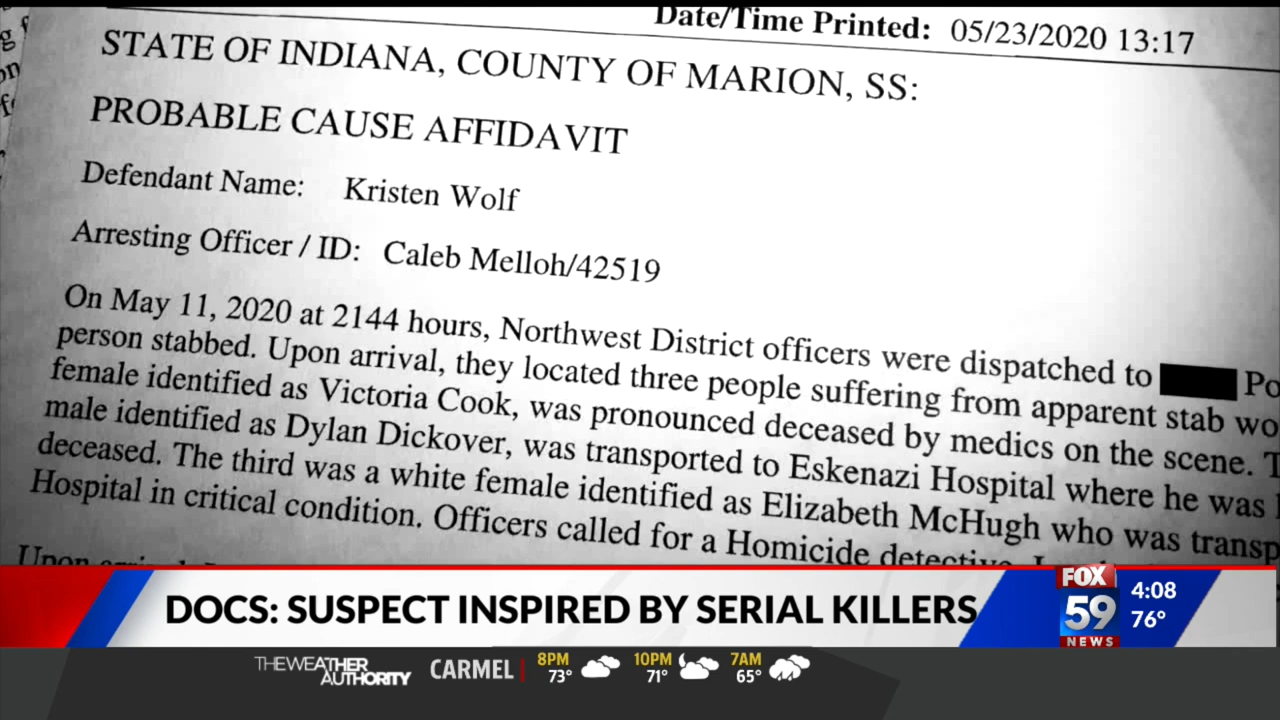 Date/Time Printed: 05/23/2020 13:17
STATE OF INDIANA, COUNTY OF MARION, SS:
PROBABLE CAUSE AFFIDAVIT
Defendant Name: Kristen Wolf
Arresting Officer / ID: Caleb Melloh/42519
On May 11, 2020 at 2144 hours, Northwest District officers were dispatched to
person stabbed. Upon arrival, they located three people suffering from apparent stab
female identified as Victoria Cook, was pronounced deceased by medics on the scene.
male identified as Dylan Dickover, was transported to Eskenazi Hospital where he was
deceased. The third was a white female identified as Elizabeth McHugh who was
Hospital in critical condition. Officers called for a Homicide detective.
Upon
DOCS: SUSPECT INSPIRED BY SERIAL KILLERS
FOX
59
NEWS
4:08
76°
THE WEATHER
AUTHORITY
CARMEL
8PM
73°
10PM
71°
7AM
65°